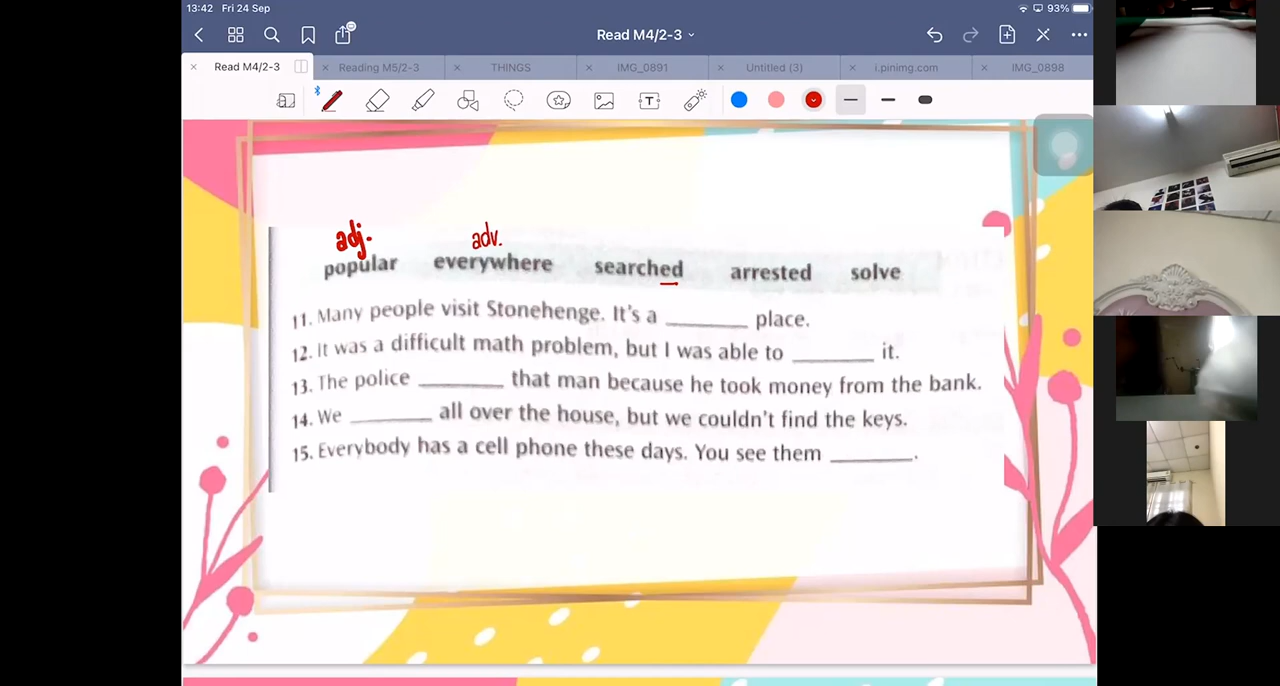 13:42 Fri 24 Sep
93%
Read M4/2-3
Read M4/2-3
Reading M5/2-3
THINGS
IMG_0891
Untitled (3)
i.pinimg.com
IMG_0898
adj. adv.
popular everywhere searched arrested solve
11. Many people visit Stonehenge. It's a ________ place.
12. It was a difficult math problem, but I was able to ________ it.
13. The police ________ that man because he took money from the bank.
14. We ________ all over the house, but we couldn't find the keys.
15. Everybody has a cell phone these days. You see them ________.